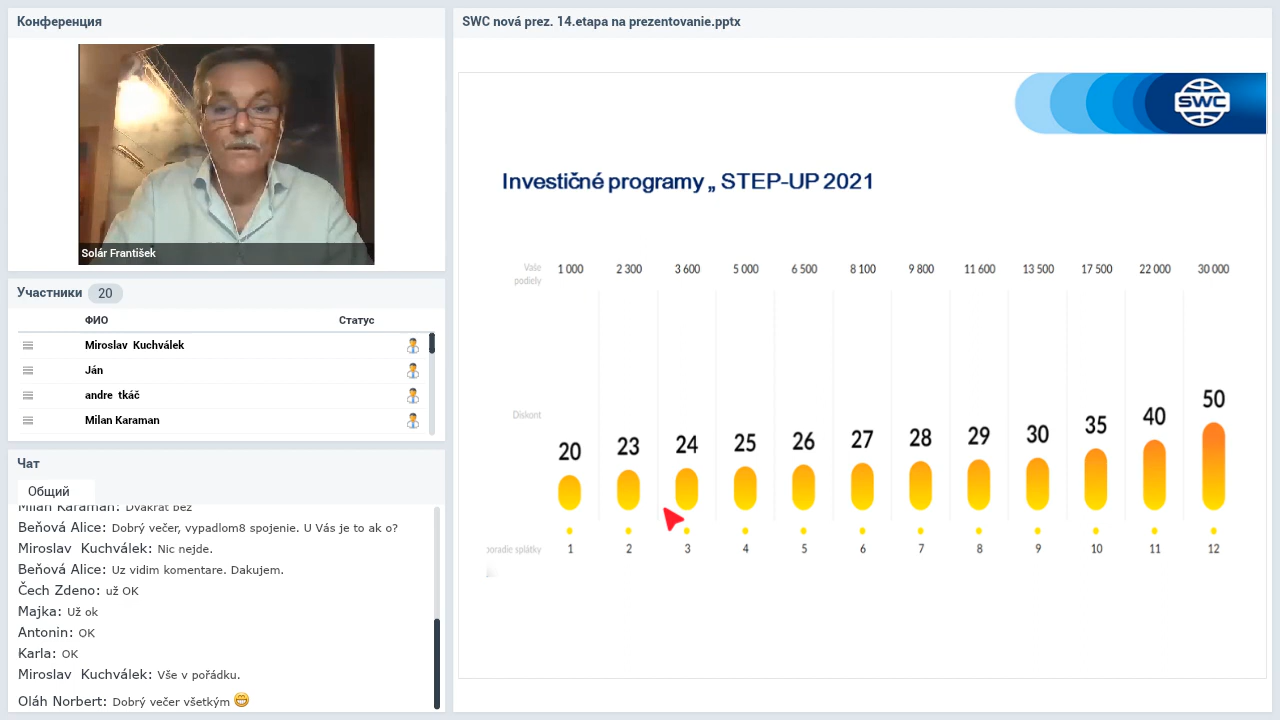 Конференция
Solár František
Участники 20
ФИО Статус
Miroslav Kuchválek
Ján
andre tkáč
Milan Karaman
Чат
Общий
Milan Karaman: Dvakrat bez
Beňová Alice: Dobrý večer, vypadlom8 spojenie. U Vás je to ak o?
Miroslav Kuchválek: Nic nejde.
Beňová Alice: Uz vidim komentare. Dakujem.
Čech Zdeno: už OK
Majka: Už ok
Antonin: OK
Karla: OK
Miroslav Kuchválek: Vše v pořádku.
Oláh Norbert: Dobrý večer všetkým 😁
SWC nová prez. 14.etapa na prezentovanie.pptx
SWC
Investičné programy „ STEP-UP 2021
Vaše
podiely
1 000 2 300 3 600 5 000 6 500 8 100 9 800 11 600 13 500 17 500 22 000 30 000
Diskont
20 23 24 25 26 27 28 29 30 35 40 50
poradie splátky
1 2 3 4 5 6 7 8 9 10 11 12